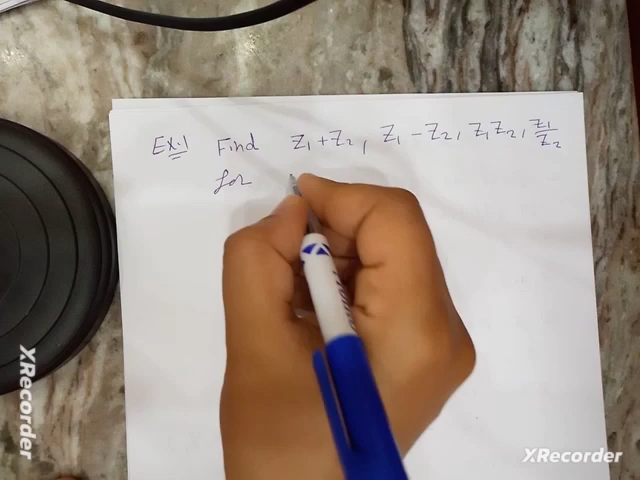 Ex.1 Find z₁+z₂, z₁-z₂, z₁z₂, z₁/z₂
for
XRecorder
XRecorder